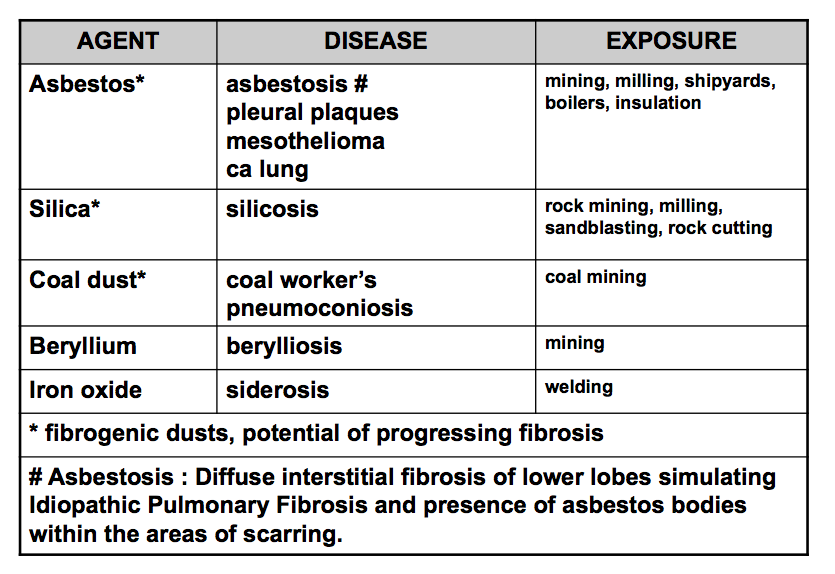 AGENT DISEASE EXPOSURE
Asbestos* asbestosis # mining, milling, shipyards,
pleural plaques boilers, insulation
mesothelioma
ca lung
Silica* silicosis rock mining, milling,
sandblasting, rock cutting
Coal dust* coal worker’s coal mining
pneumoconiosis
Beryllium berylliosis mining
Iron oxide siderosis welding
* fibrogenic dusts, potential of progressing fibrosis
# Asbestosis : Diffuse interstitial fibrosis of lower lobes simulating
Idiopathic Pulmonary Fibrosis and presence of asbestos bodies
within the areas of scarring.